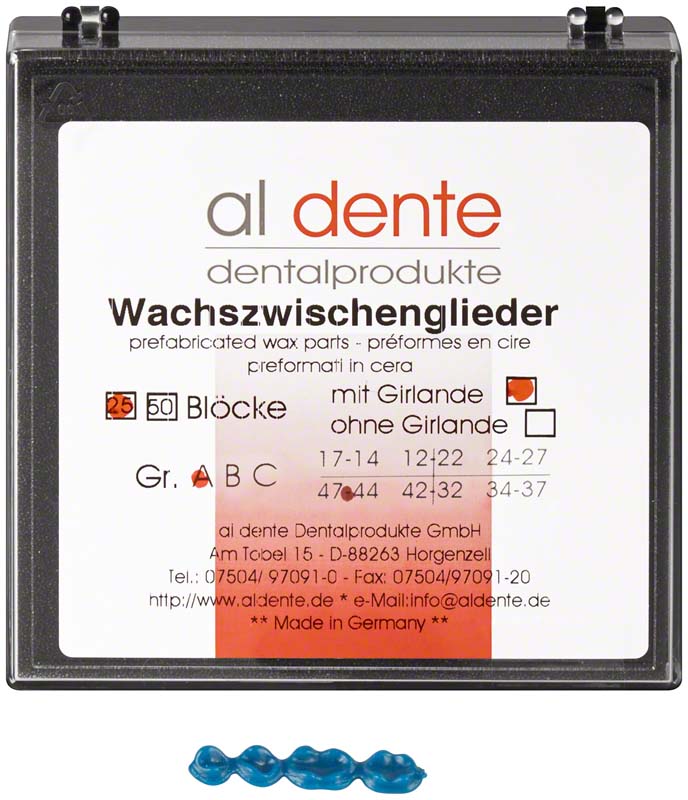 al dente
dentalprodukte
Wachszwischenglieder
prefabricated wax parts - préformes en cire
preformati in cera
25 50 Blöcke
mit Girlande
ohne Girlande
Gr. A B C
17-14 12-22 24-27
47-44 42-32 34-37
al dente Dentalprodukte GmbH
Am Tobel 15 - D-88263 Horgenzell
Tel.: 07504/ 97091-0 - Fax: 07504/97091-20
http://www.aldente.de * e-Mail:info@aldente.de
** Made in Germany **